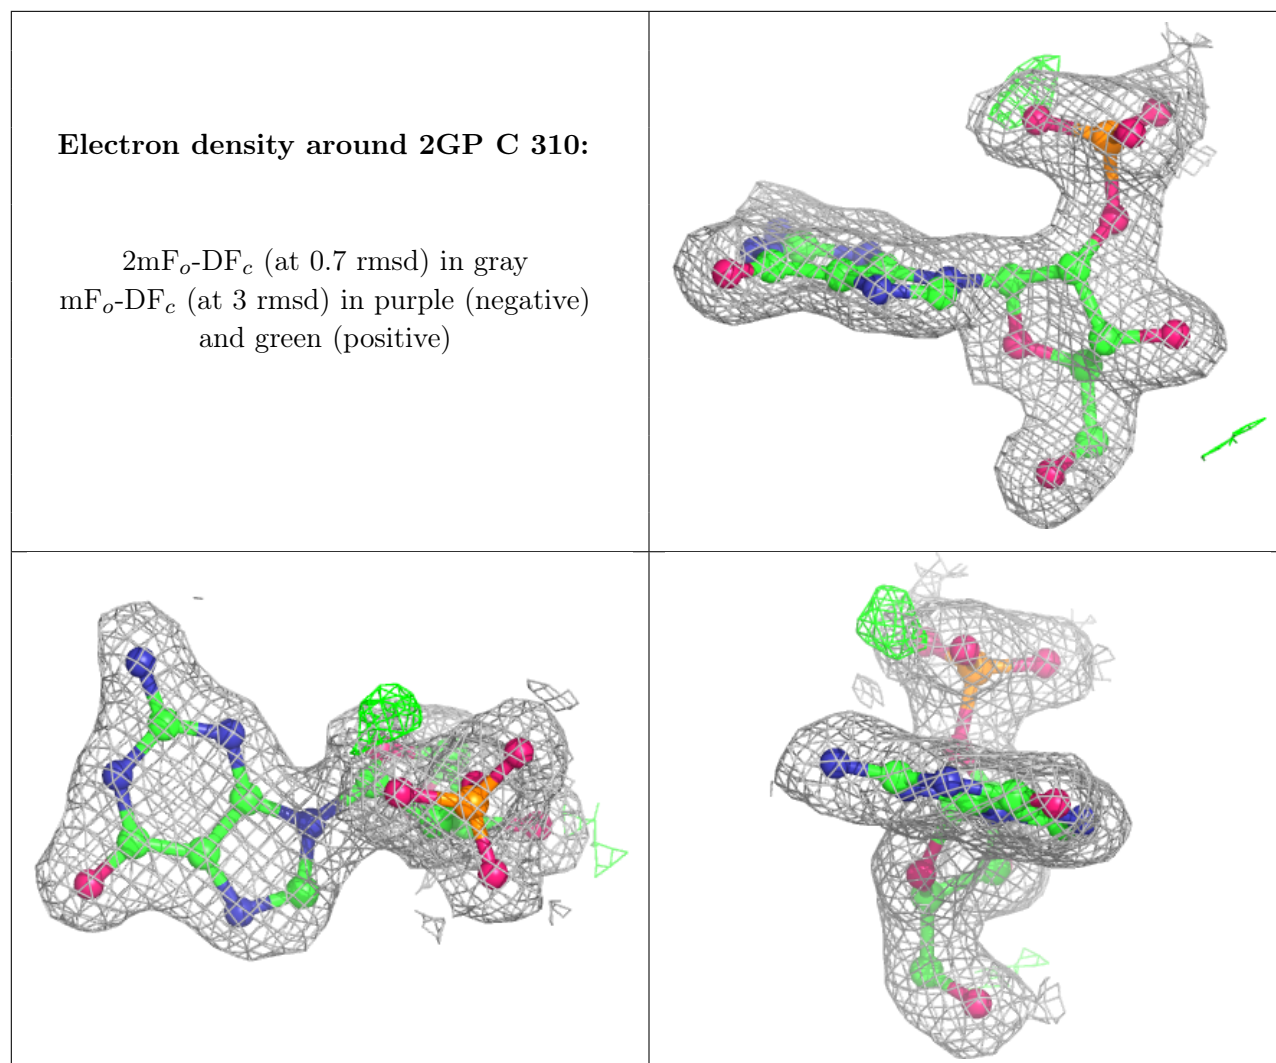 Electron density around 2GP C 310:
2mFo-DFc (at 0.7 rmsd) in gray
mFo-DFc (at 3 rmsd) in purple (negative)
and green (positive)